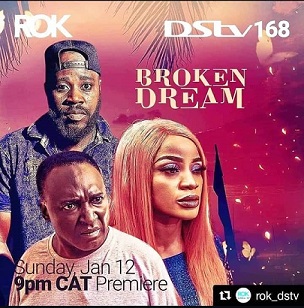 ROK
DStv 168
BROKEN
DREAM
Sunday, Jan 12
9pm CAT Premiere
rok_dstv